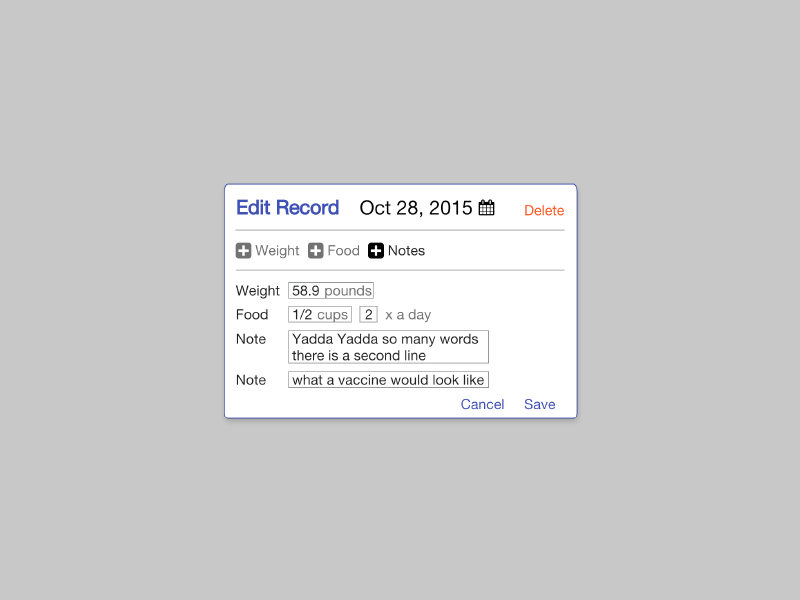 Edit Record Oct 28, 2015 Delete
Weight Food Notes
Weight 58.9 pounds
Food 1/2 cups 2 x a day
Note Yadda Yadda so many words
there is a second line
Note what a vaccine would look like
Cancel Save